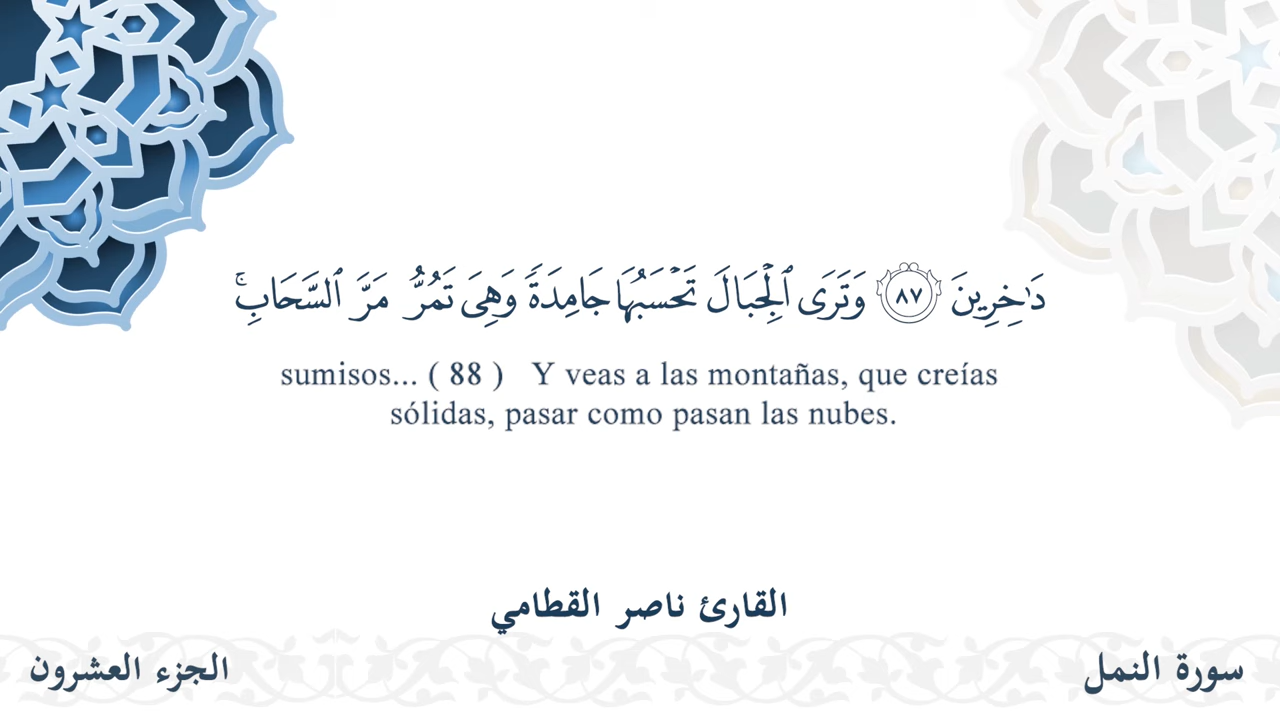 دَٰخِرِينَ ٨٧ وَتَرَى ٱلْجِبَالَ تَحْسَبُهَا جَامِدَةً وَهِىَ تَمُرُّ مَرَّ ٱلسَّحَابِ ۚ
sumisos... ( 88 ) Y veas a las montañas, que creías
sólidas, pasar como pasan las nubes.
القارئ ناصر القطامي
سورة النمل
الجزء العشرون